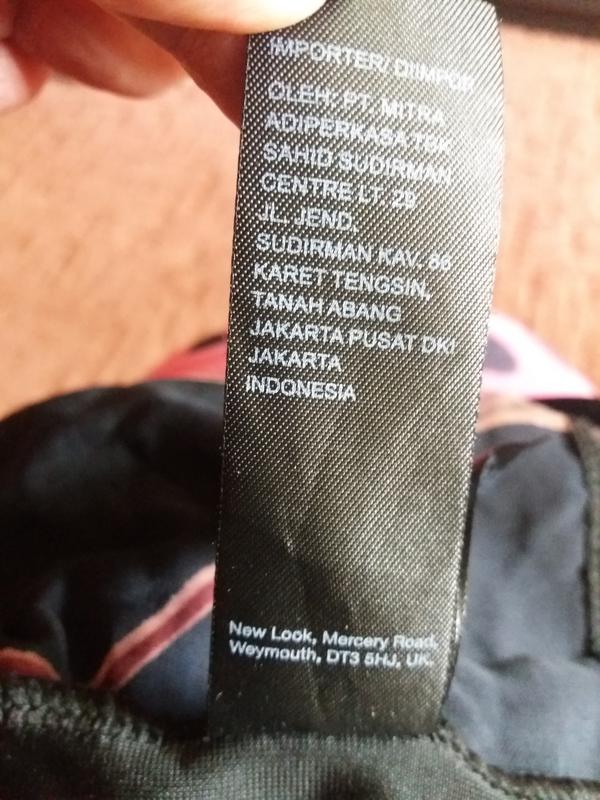 IMPORTER/ DIIMPOR
OLEH: PT. MITRA
ADIPERKASA TBK
SAHID SUDIRMAN
CENTRE LT. 29
JL. JEND.
SUDIRMAN KAV. 86
KARET TENGSIN,
TANAH ABANG
JAKARTA PUSAT DKI
JAKARTA
INDONESIA
New Look, Mercery Road,
Weymouth, DT3 5HJ, UK.